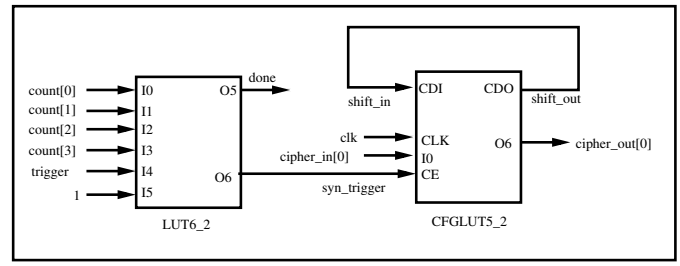 done
count[0] I0 O5 CDI CDO
count[1] I1 shift_in shift_out
count[2] I2
count[3] I3 clk CLK O6 cipher_out[0]
trigger I4 cipher_in[0] I0
O6 CE
1 I5 syn_trigger
LUT6_2 CFGLUT5_2